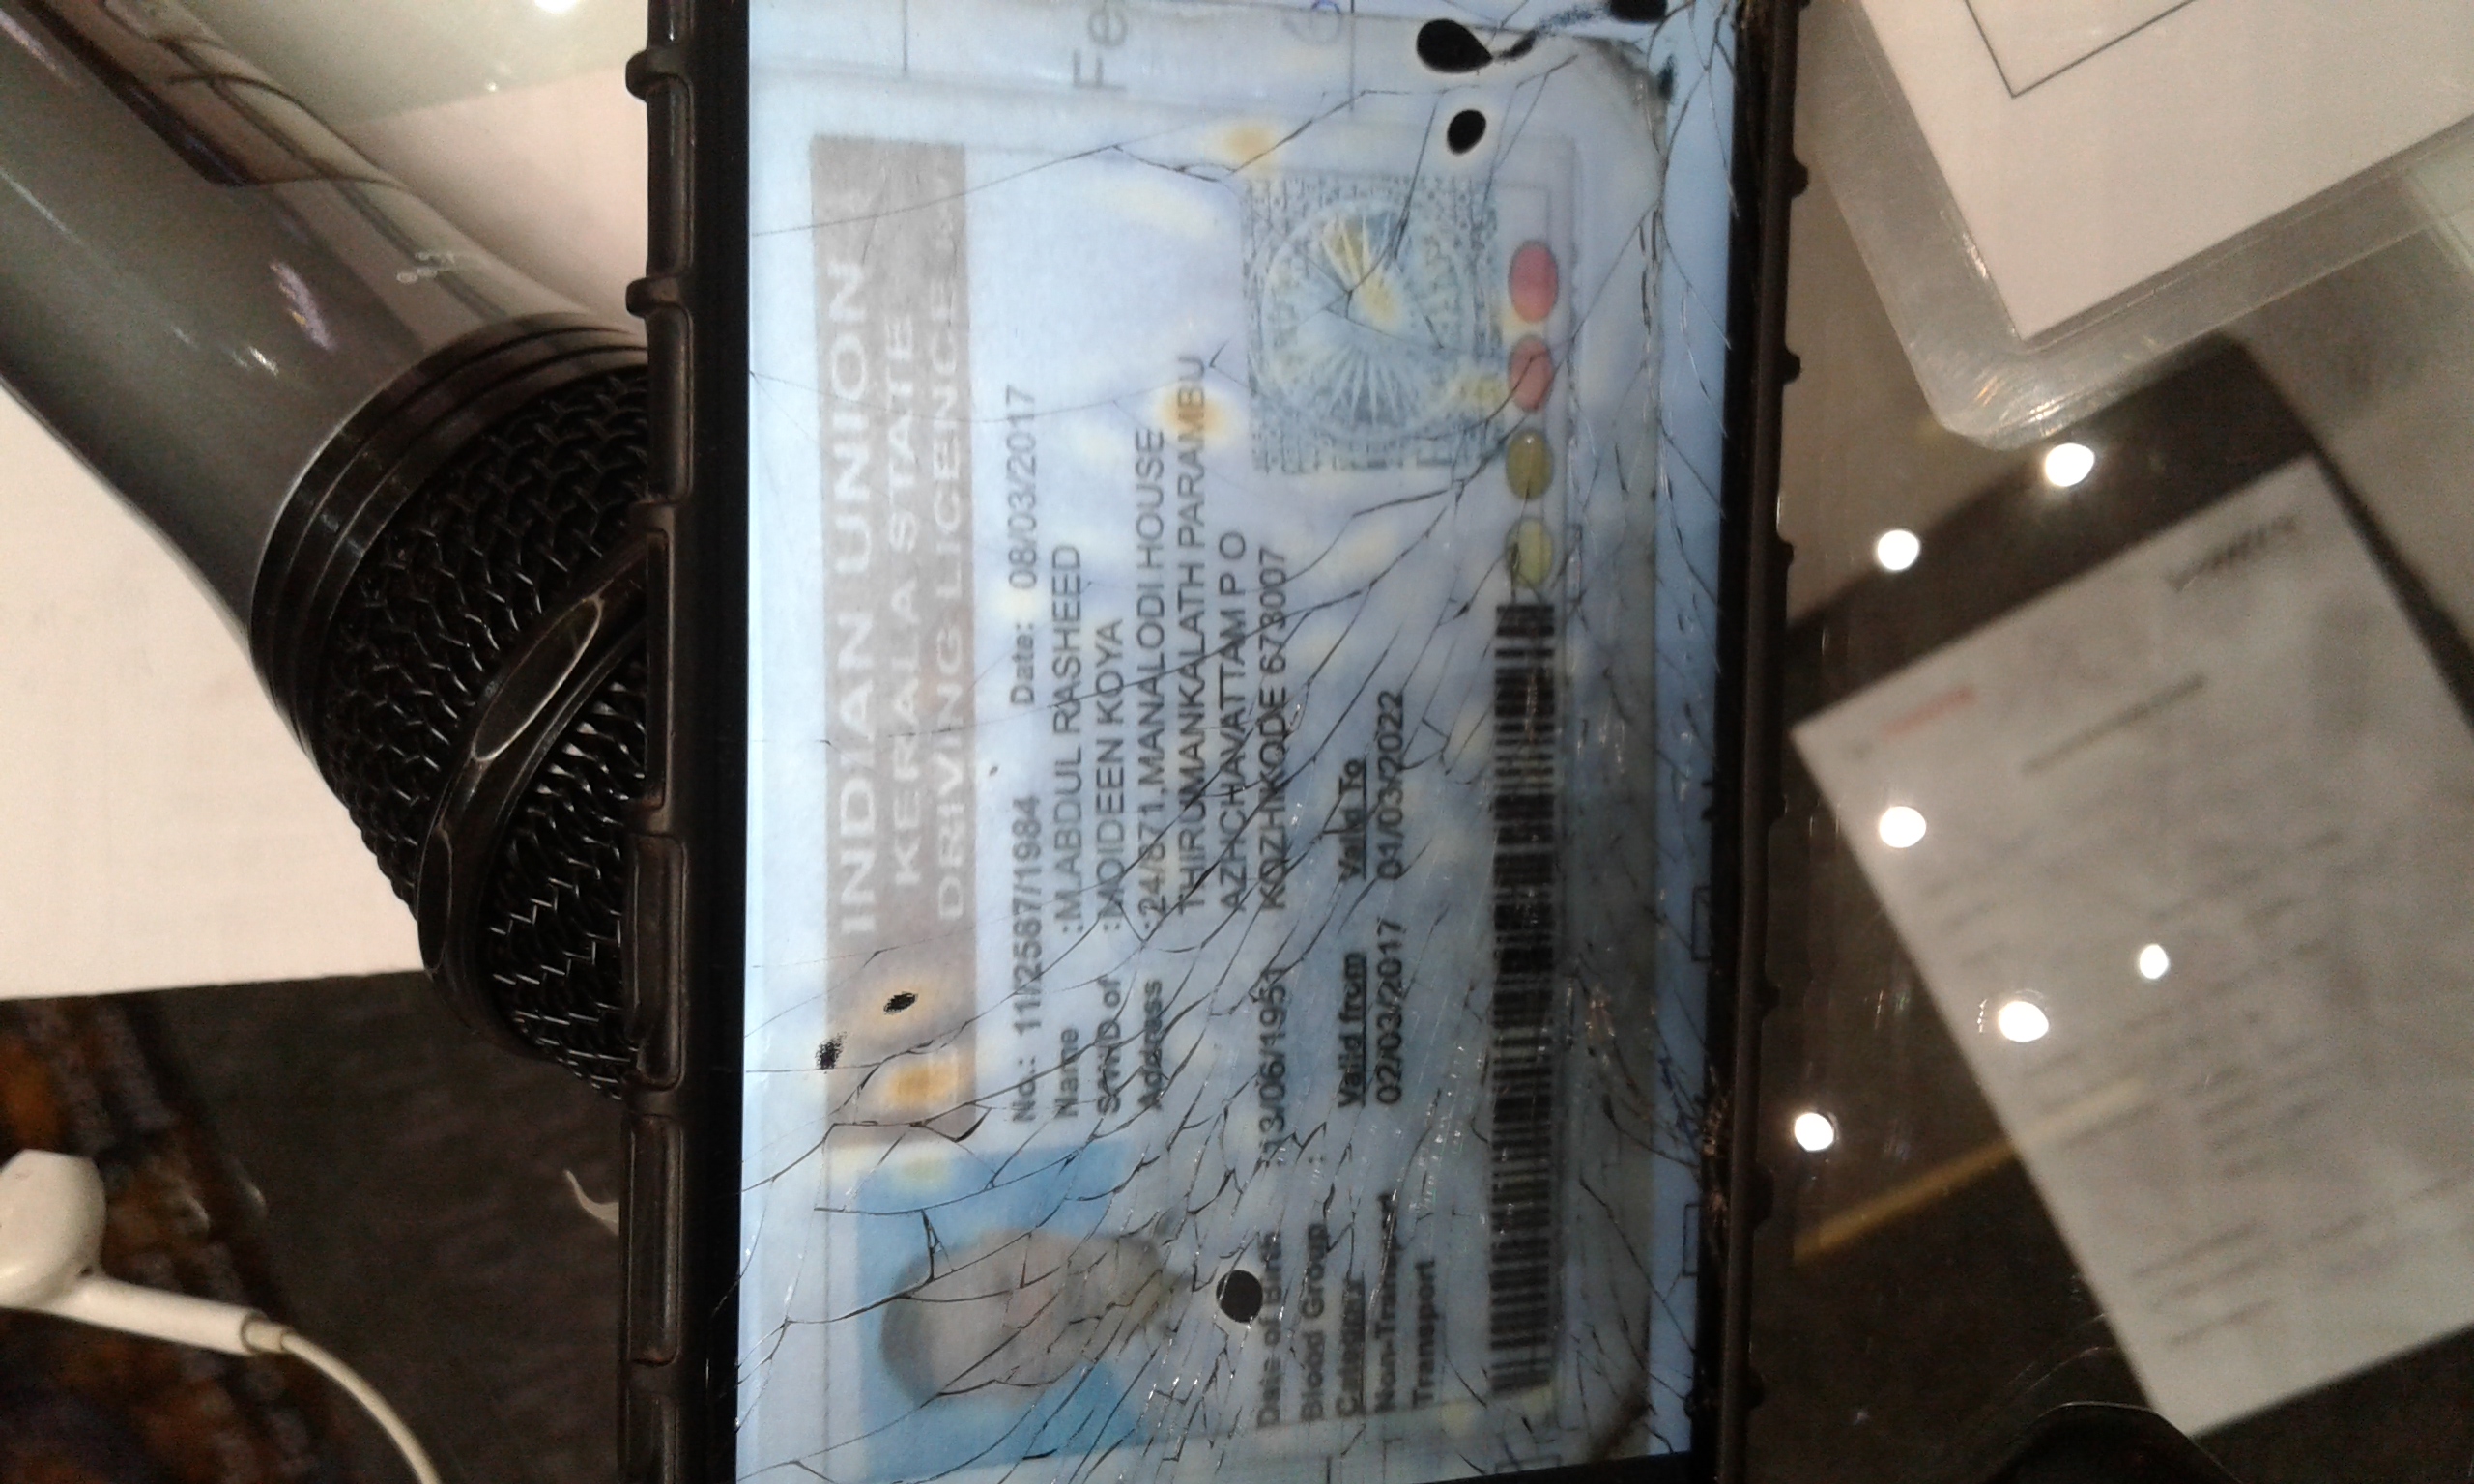 INDIAN UNION
KERALA STATE
DRIVING LICENCE
No.: 11/2587/1984 Date: 08/03/2017
Name :M.ABDUL RASHEED
S/W/D of :MOIDEEN KOYA
Address :24/871,MANALODI HOUSE
THIRUMANKALATH PARAMBU
AZHCHAVATTAM P O
Date of Birth :13/06/1951 KOZHIKODE 673007
Blood Group :
Category Valid from Valid To
Non-Transport 02/03/2017 01/03/2022
Transport
Fe